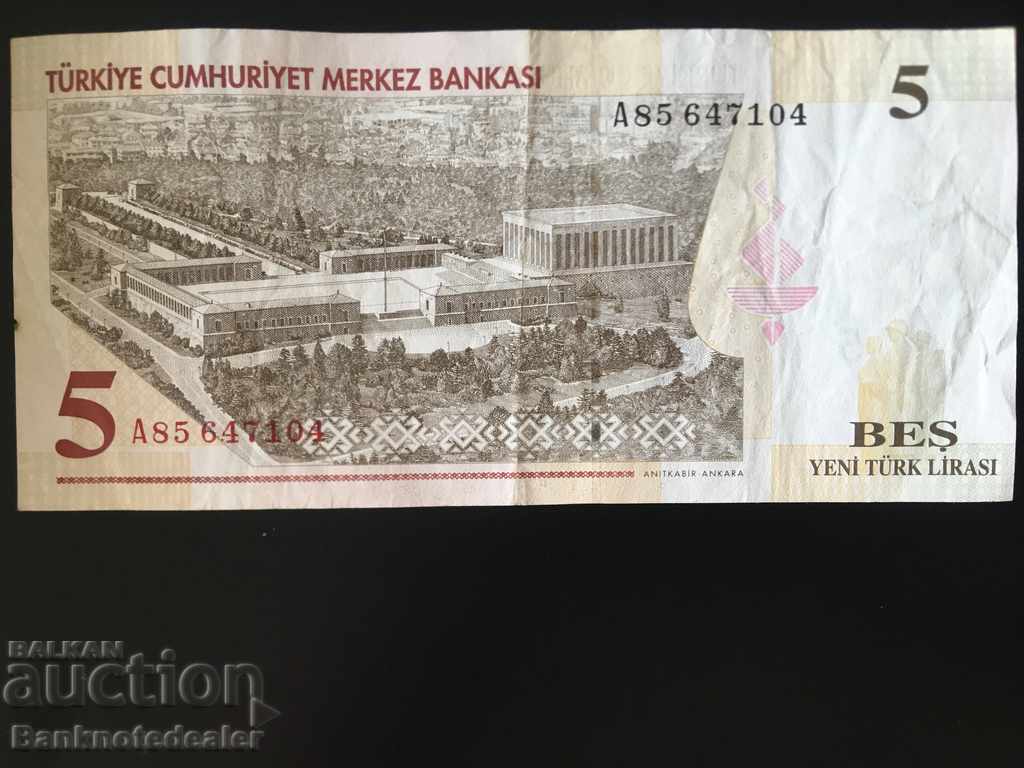 TÜRKİYE CUMHURİYET MERKEZ BANKASI
5
A85 647104
5
A85 647104
ANITKABİR ANKARA
BEŞ
YENİ TÜRK LİRASI
BALKAN
auction
Banknotedealer